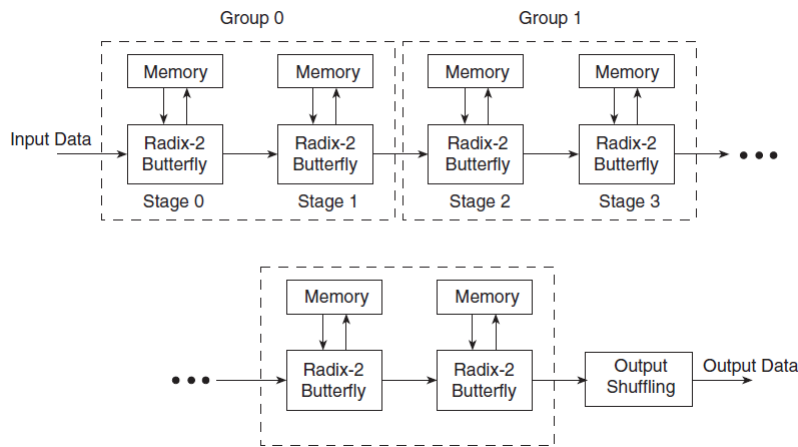 Group 0
Group 1
Memory
Memory
Memory
Memory
Input Data
Radix-2
Butterfly
Radix-2
Butterfly
Radix-2
Butterfly
Radix-2
Butterfly
Stage 0
Stage 1
Stage 2
Stage 3
Memory
Memory
Radix-2
Butterfly
Radix-2
Butterfly
Output
Shuffling
Output Data